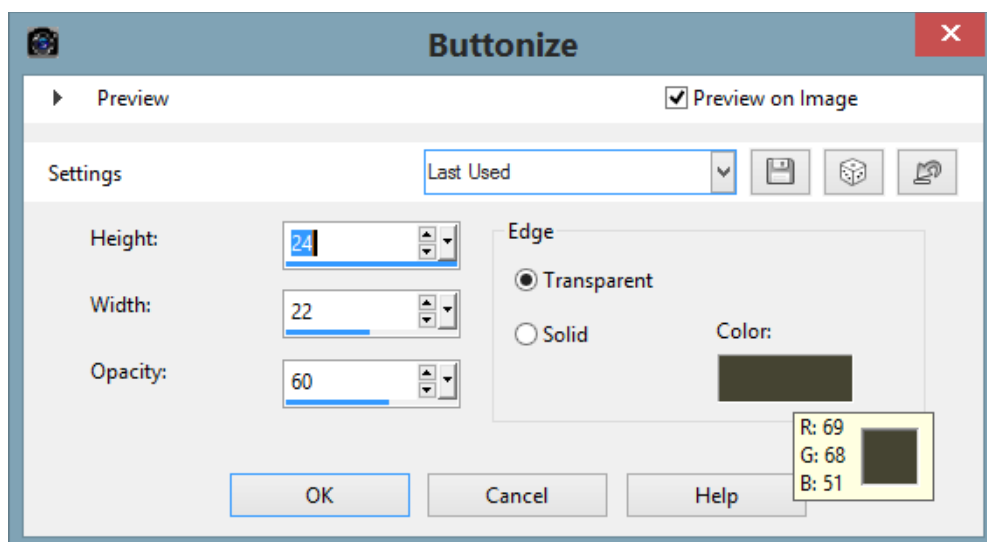 Buttonize
Preview
Preview on Image
Settings
Last Used
Height:
24
Edge
Transparent
Width:
22
Solid
Color:
Opacity:
60
R: 69
G: 68
B: 51
OK
Cancel
Help